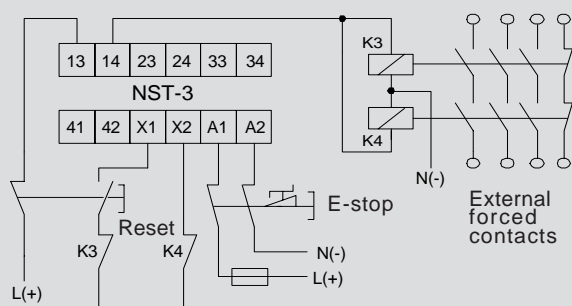 13 14 23 24 33 34
NST-3
41 42 X1 X2 A1 A2
K3
K4
N(-)
External
forced
contacts
Reset
E-stop
K3
K4
N(-)
L(+)
L(+)